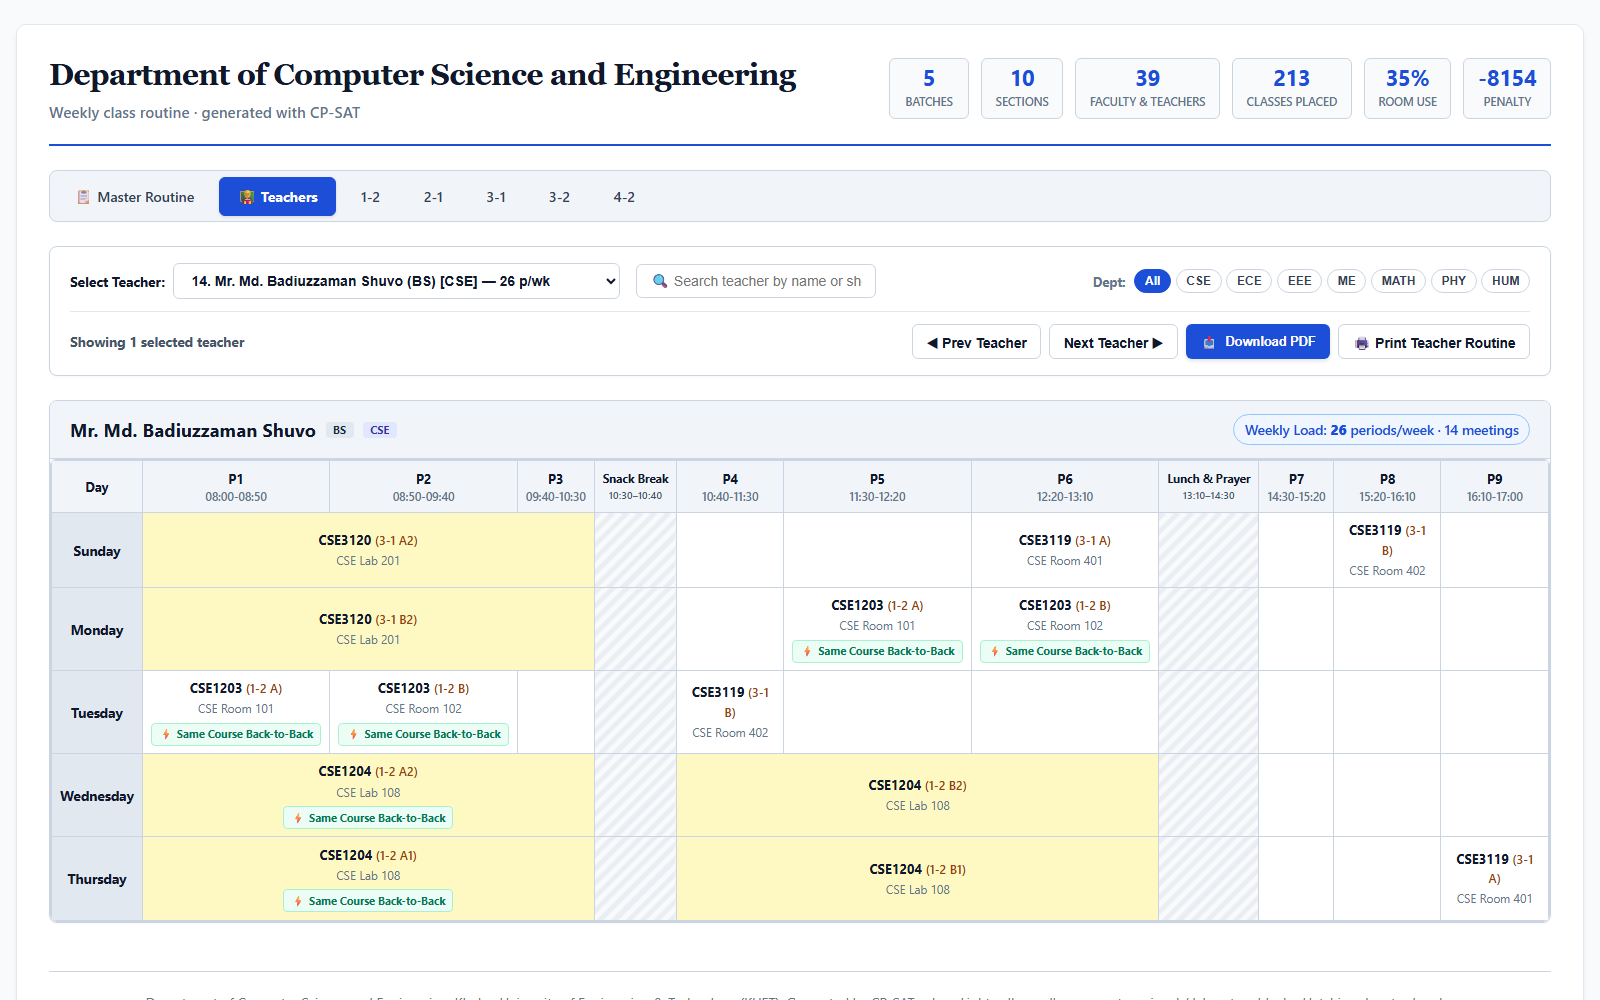 Department of Computer Science and Engineering
Weekly class routine · generated with CP-SAT
5
BATCHES
10
SECTIONS
39
FACULTY & TEACHERS
213
CLASSES PLACED
35%
ROOM USE
-8154
PENALTY
Master Routine
Teachers
1-2
2-1
3-1
3-2
4-2
Select Teacher:
14. Mr. Md. Badiuzzaman Shuvo (BS) [CSE] — 26 p/wk
Search teacher by name or sh
Dept:
All
CSE
ECE
EEE
ME
MATH
PHY
HUM
Showing 1 selected teacher
◀ Prev Teacher
Next Teacher ▶
Download PDF
Print Teacher Routine
Mr. Md. Badiuzzaman Shuvo BS CSE
Weekly Load: 26 periods/week · 14 meetings
Day
P1
08:00-08:50
P2
08:50-09:40
P3
09:40-10:30
Snack Break
10:30–10:40
P4
10:40-11:30
P5
11:30-12:20
P6
12:20-13:10
Lunch & Prayer
13:10–14:30
P7
14:30-15:20
P8
15:20-16:10
P9
16:10-17:00
Sunday
CSE3120 (3-1 A2)
CSE Lab 201
CSE3119 (3-1 A)
CSE Room 401
CSE3119 (3-1
B)
CSE Room 402
Monday
CSE3120 (3-1 B2)
CSE Lab 201
CSE1203 (1-2 A)
CSE Room 101
Same Course Back-to-Back
CSE1203 (1-2 B)
CSE Room 102
Same Course Back-to-Back
Tuesday
CSE1203 (1-2 A)
CSE Room 101
Same Course Back-to-Back
CSE1203 (1-2 B)
CSE Room 102
Same Course Back-to-Back
CSE3119 (3-1
B)
CSE Room 402
Wednesday
CSE1204 (1-2 A2)
CSE Lab 108
Same Course Back-to-Back
CSE1204 (1-2 B2)
CSE Lab 108
Thursday
CSE1204 (1-2 A1)
CSE Lab 108
Same Course Back-to-Back
CSE1204 (1-2 B1)
CSE Lab 108
CSE3119 (3-1
A)
CSE Room 401